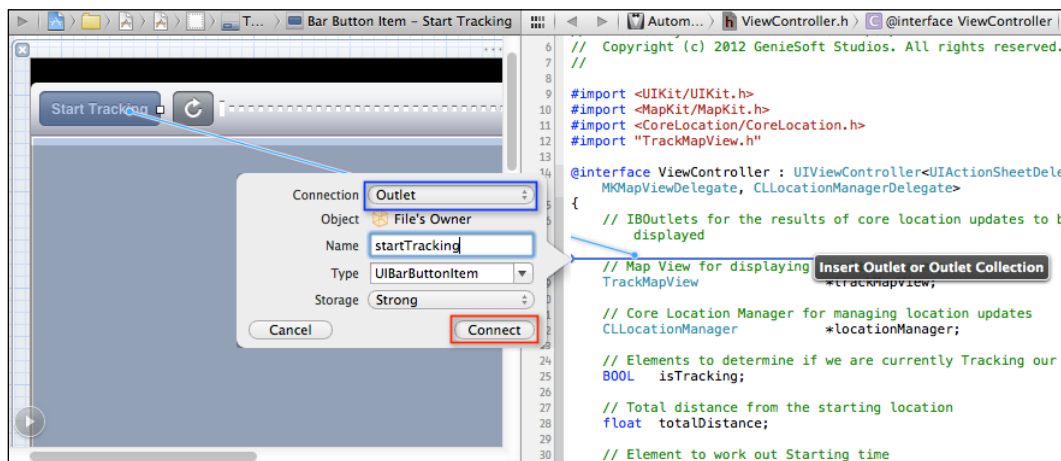 T... Bar Button Item – Start Tracking
Autom... h ViewController.h C @interface ViewController
Start Tracking
Connection Outlet
Object File's Owner
Name startTracking
Type UIBarButtonItem
Storage Strong
Cancel Connect
6 // Copyright (c) 2012 GenieSoft Studios. All rights reserved.
7 //
8
9 #import <UIKit/UIKit.h>
10 #import <MapKit/MapKit.h>
11 #import <CoreLocation/CoreLocation.h>
12 #import "TrackMapView.h"
13
14 @interface ViewController : UIViewController<UIActionSheetDele
MKMapViewDelegate, CLLocationManagerDelegate>
{
// IBOutlets for the results of core location updates to b
displayed
// Map View for displaying
Insert Outlet or Outlet Collection
TrackMapView *trackMapView;
// Core Location Manager for managing location updates
CLLocationManager *locationManager;
23
24 // Elements to determine if we are currently Tracking our
25 BOOL isTracking;
26
27 // Total distance from the starting location
28 float totalDistance;
29
30 // Element to work out Starting time